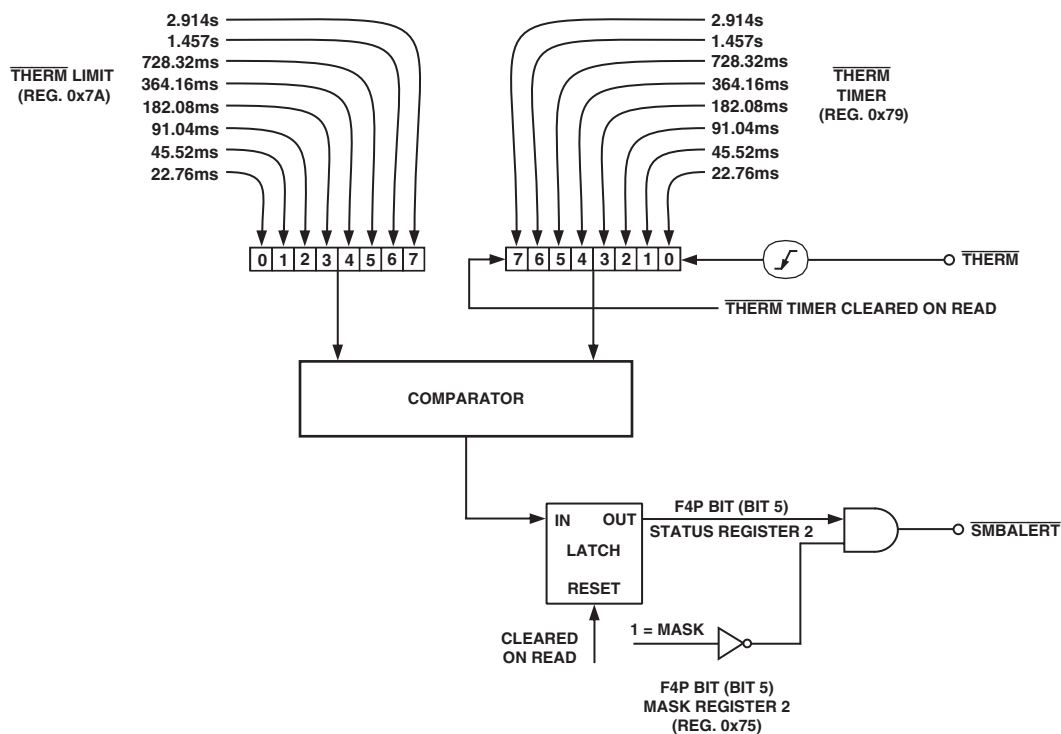 2.914s
1.457s
728.32ms
364.16ms
182.08ms
91.04ms
45.52ms
22.76ms
THERM LIMIT
(REG. 0x7A)
0 1 2 3 4 5 6 7
2.914s
1.457s
728.32ms
364.16ms
182.08ms
91.04ms
45.52ms
22.76ms
THERM
TIMER
(REG. 0x79)
7 6 5 4 3 2 1 0
THERM
THERM TIMER CLEARED ON READ
COMPARATOR
IN OUT
LATCH
RESET
F4P BIT (BIT 5)
STATUS REGISTER 2
SMBALERT
CLEARED
ON READ
1 = MASK
F4P BIT (BIT 5)
MASK REGISTER 2
(REG. 0x75)